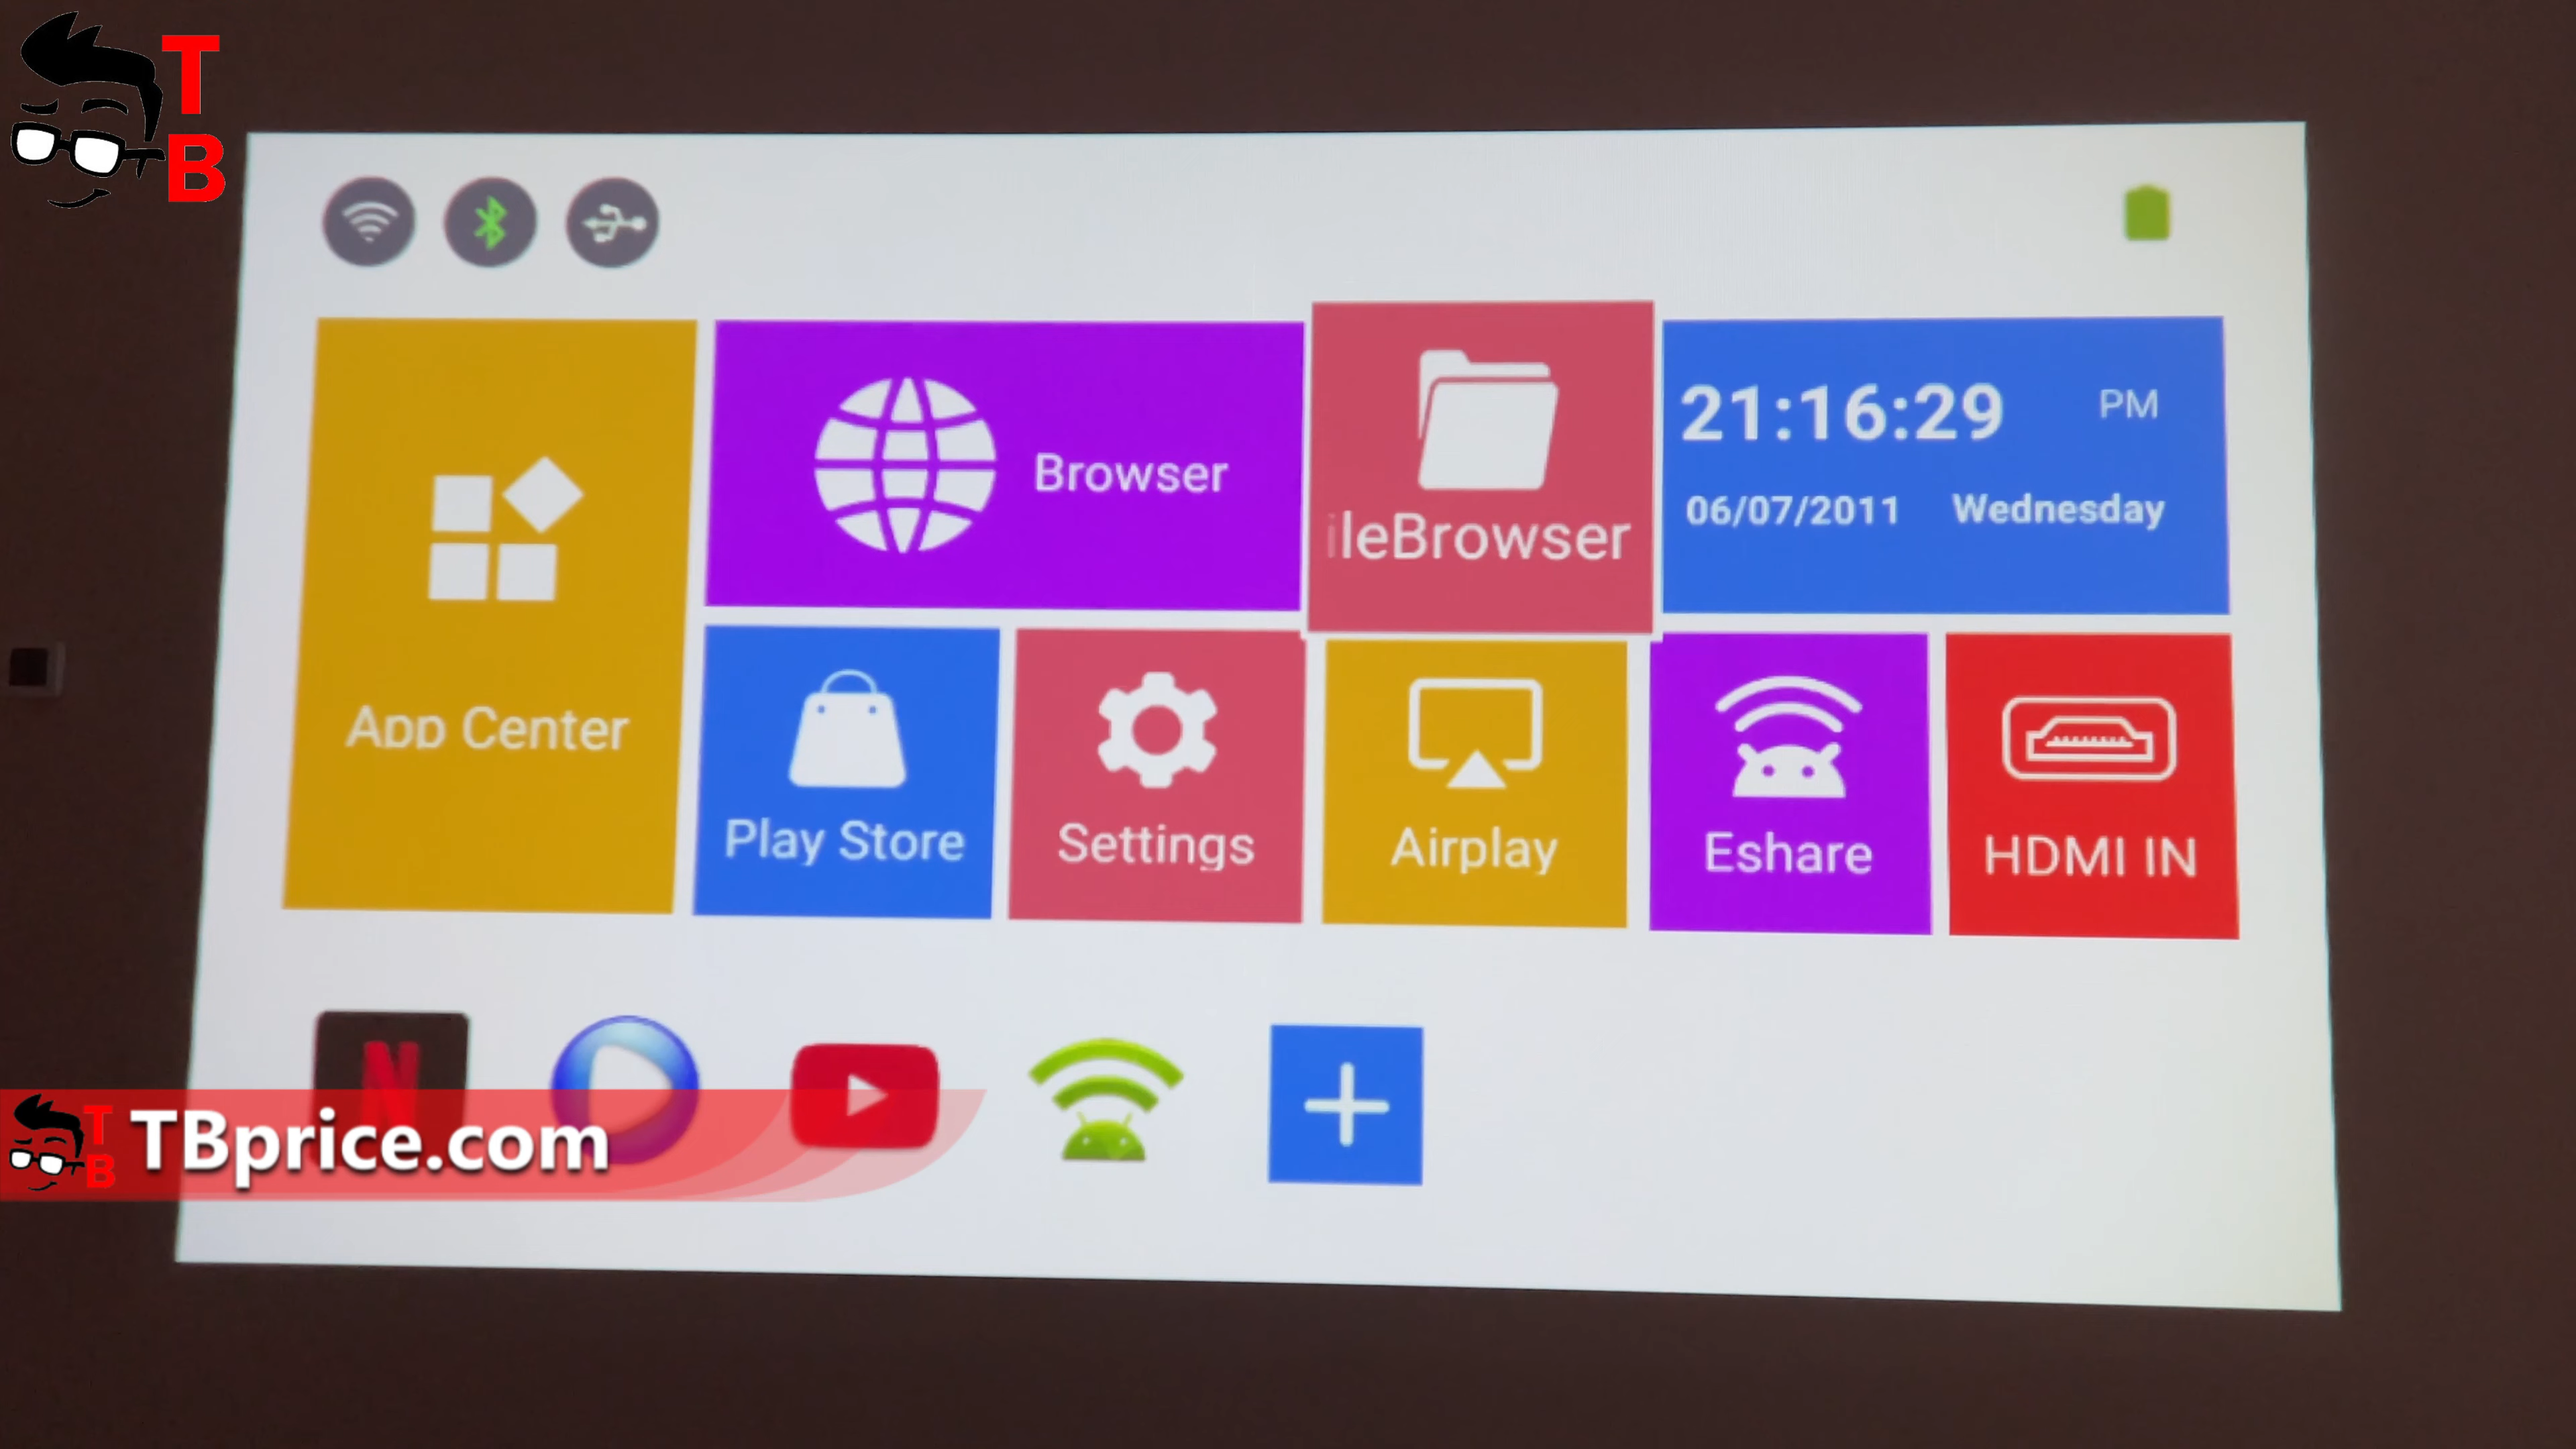 T
B
Browser
21:16:29 PM
06/07/2011 Wednesday
ileBrowser
App Center
Play Store
Settings
Airplay
Eshare
HDMI IN
N
TB
TBprice.com